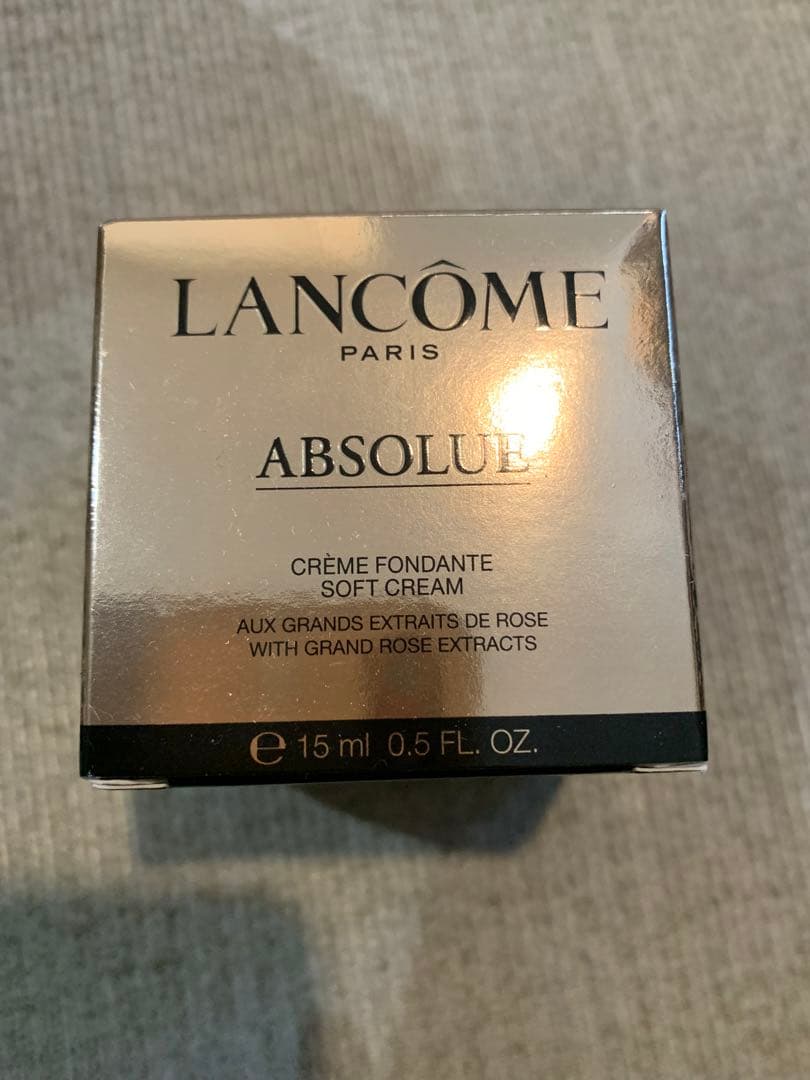 LANCÔME
PARIS
ABSOLUE
CRÈME FONDANTE
SOFT CREAM
AUX GRANDS EXTRAITS DE ROSE
WITH GRAND ROSE EXTRACTS
℮ 15 ml 0.5 FL. OZ.